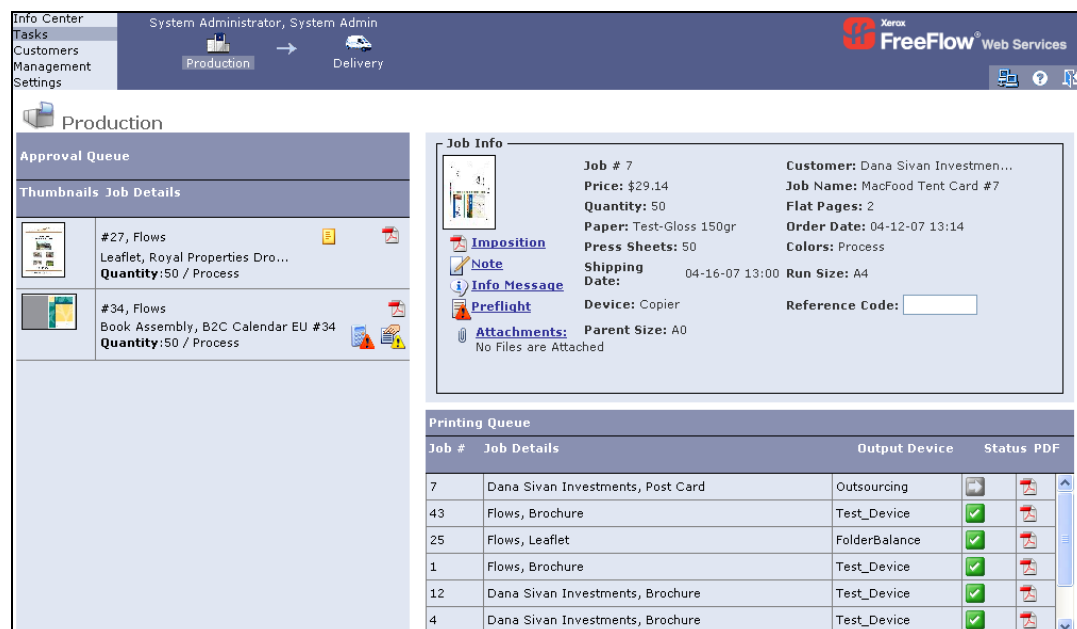 Info Center
Tasks
Customers
Management
Settings
System Administrator, System Admin
Production
Delivery
Xerox
FreeFlow® Web Services
Production
Approval Queue
Thumbnails Job Details
#27, Flows
Leaflet, Royal Properties Dro...
Quantity:50 / Process
#34, Flows
Book Assembly, B2C Calendar EU #34
Quantity:50 / Process
Job Info
Imposition
Note
Info Message
Preflight
Attachments:
No Files are Attached
Job # 7
Price: $29.14
Quantity: 50
Paper: Test-Gloss 150gr
Press Sheets: 50
Shipping Date: 04-16-07 13:00
Device: Copier
Parent Size: A0
Customer: Dana Sivan Investmen...
Job Name: MacFood Tent Card #7
Flat Pages: 2
Order Date: 04-12-07 13:14
Colors: Process
Run Size: A4
Reference Code:
Printing Queue
Job # Job Details Output Device Status PDF
7 Dana Sivan Investments, Post Card Outsourcing
43 Flows, Brochure Test_Device
25 Flows, Leaflet FolderBalance
1 Flows, Brochure Test_Device
12 Dana Sivan Investments, Brochure Test_Device
4 Dana Sivan Investments, Brochure Test_Device